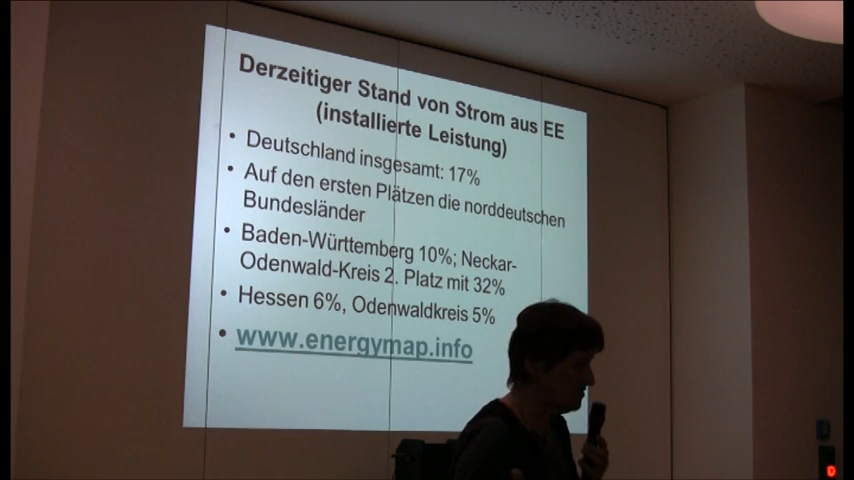 Derzeitiger Stand von Strom aus EE
(installierte Leistung)
• Deutschland insgesamt: 17%
• Auf den ersten Plätzen die norddeutschen
Bundesländer
• Baden-Württemberg 10%; Neckar-
Odenwald-Kreis 2. Platz mit 32%
• Hessen 6%, Odenwaldkreis 5%
• www.energymap.info